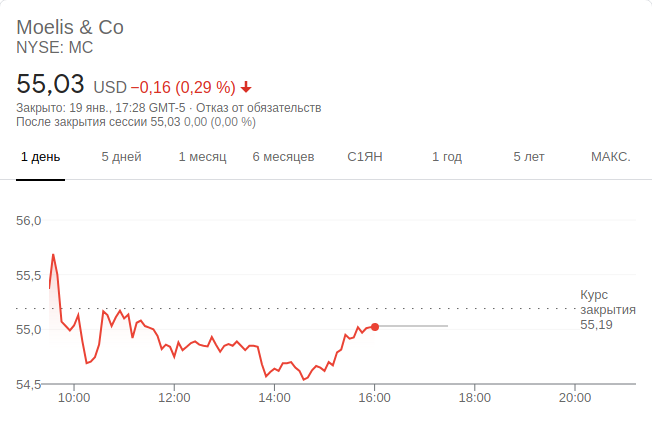 Moelis & Co
NYSE: MC
55,03 USD −0,16 (0,29 %)
Закрыто: 19 янв., 17:28 GMT-5 · Отказ от обязательств
После закрытия сессии 55,03 0,00 (0,00 %)
1 день 5 дней 1 месяц 6 месяцев С1ЯН 1 год 5 лет МАКС.
56,0
55,5
Курс
закрытия
55,19
55,0
54,5
10:00 12:00 14:00 16:00 18:00 20:00